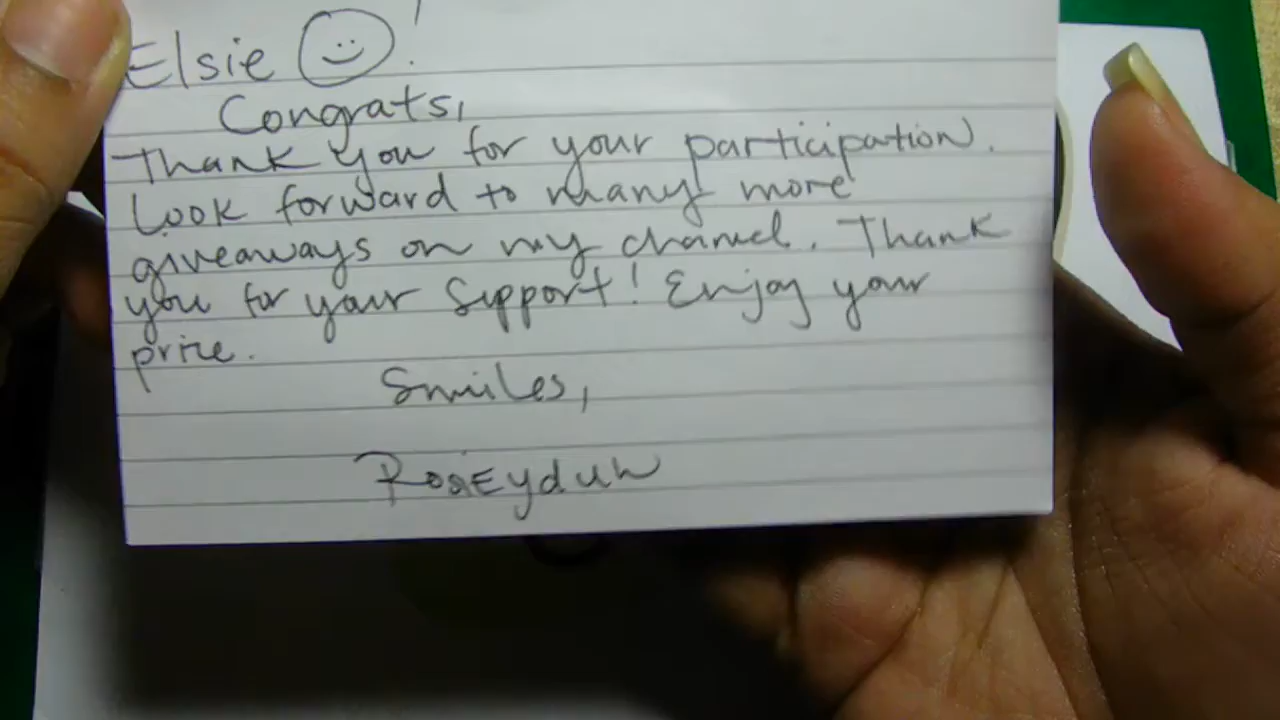 Elsie !
Congrats,
Thank you for your participation.
Look forward to many more
giveaways on my channel. Thank
you for your support! Enjoy your
prize.
Smiles,
Roseyduh